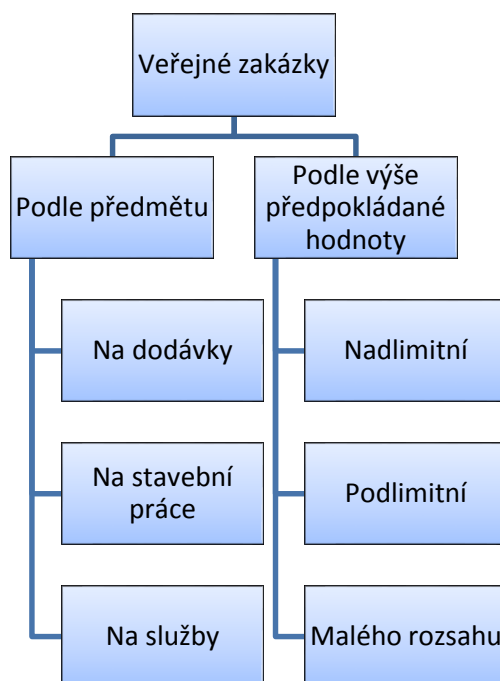 Veřejné zakázky
Podle předmětu
Podle výše
předpokládané
hodnoty
Na dodávky
Nadlimitní
Na stavební
práce
Podlimitní
Na služby
Malého rozsahu